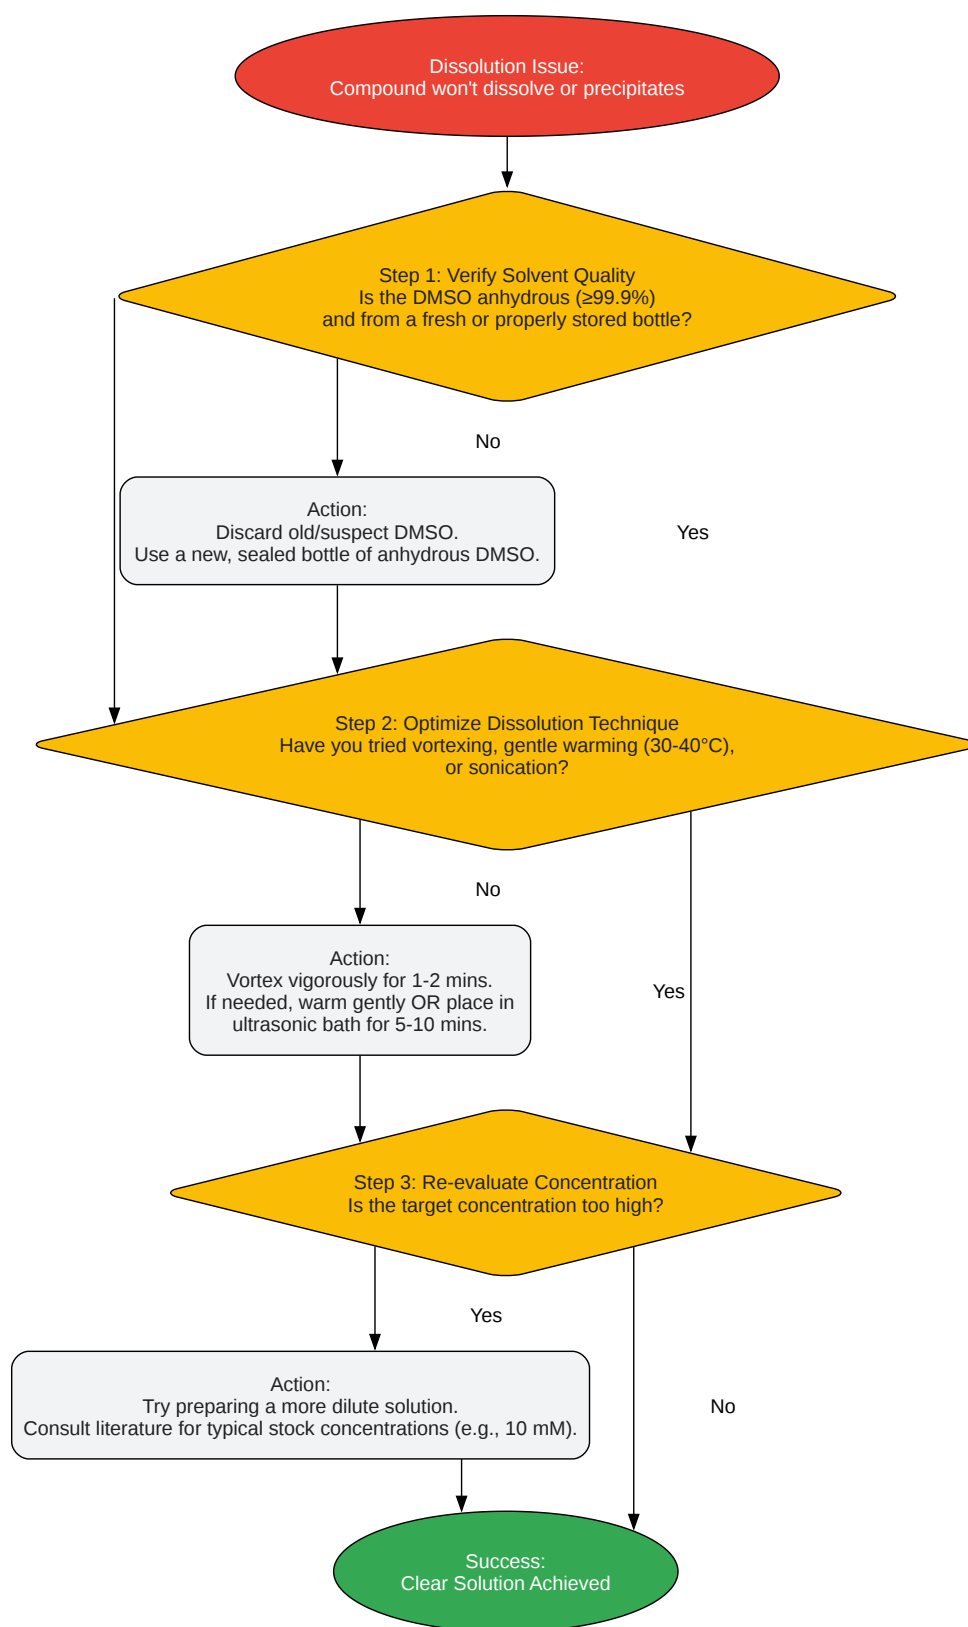 Dissolution Issue:
Compound won't dissolve or precipitates
Step 1: Verify Solvent Quality
Is the DMSO anhydrous (≥99.9%)
and from a fresh or properly stored bottle?
No
Action:
Discard old/suspect DMSO.
Use a new, sealed bottle of anhydrous DMSO.
Yes
Step 2: Optimize Dissolution Technique
Have you tried vortexing, gentle warming (30-40°C),
or sonication?
No
Action:
Vortex vigorously for 1-2 mins.
If needed, warm gently OR place in
ultrasonic bath for 5-10 mins.
Yes
Step 3: Re-evaluate Concentration
Is the target concentration too high?
Yes
Action:
Try preparing a more dilute solution.
Consult literature for typical stock concentrations (e.g., 10 mM).
No
Success:
Clear Solution Achieved